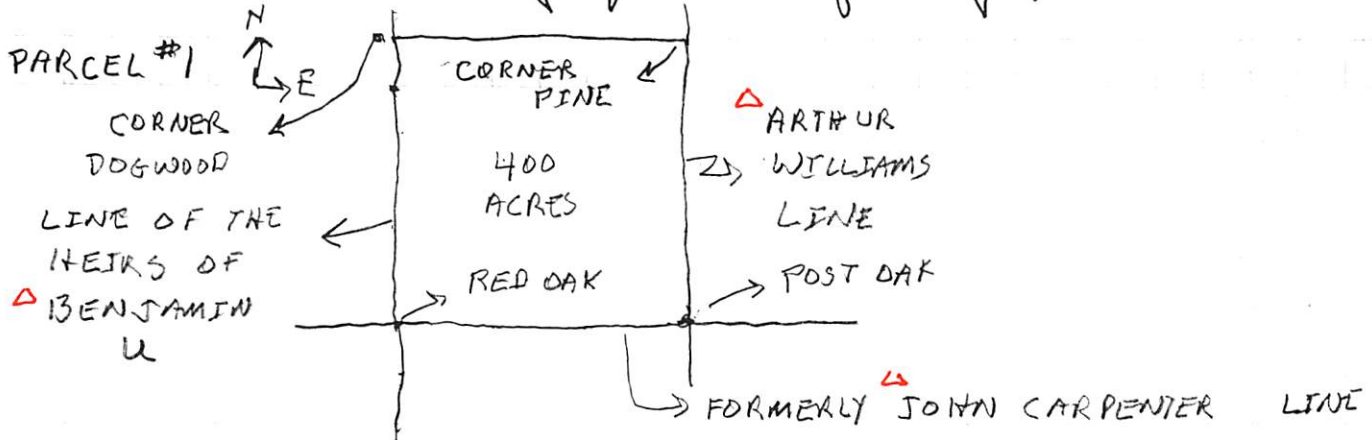 N
PARCEL #1
E
CORNER
PINE
CORNER
DOGWOOD
ARTHUR
WILLIAMS
LINE
400
ACRES
LINE OF THE
HEIRS OF
BENJAMIN
RED OAK
POST OAK
FORMERLY JOHN CARPENTER LINE